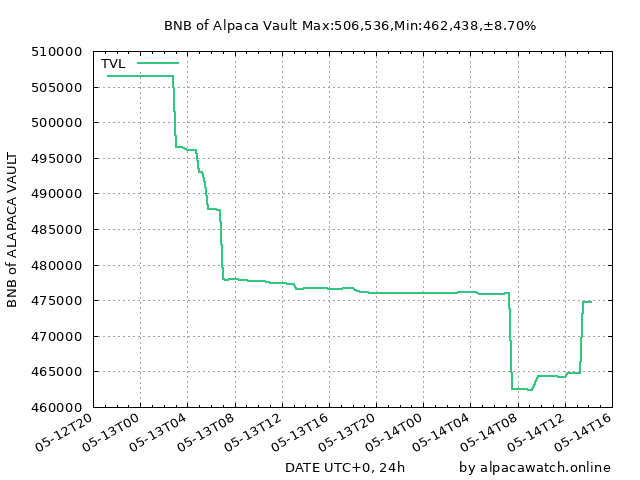 BNB of Alpaca Vault Max:506,536,Min:462,438,±8.70%
TVL
BNB of ALAPACA VAULT
510000
505000
500000
495000
490000
485000
480000
475000
470000
465000
460000
05-12T20
05-13T00
05-13T04
05-13T08
05-13T12
05-13T16
05-13T20
05-14T00
05-14T04
05-14T08
05-14T12
05-14T16
DATE UTC+0, 24h
by alpacawatch.online